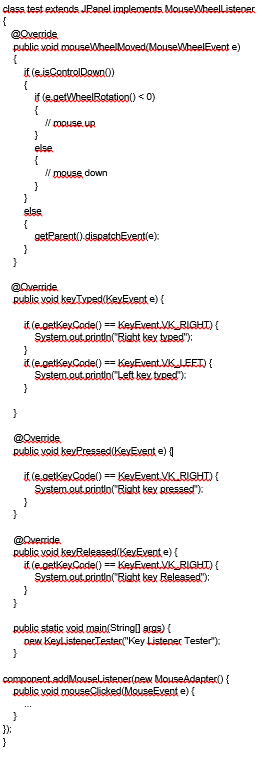 class test extends JPanel implements MouseWheelListener
{
@Override
public void mouseWheelMoved(MouseWheelEvent e)
{
if (e.isControlDown())
{
if (e.getWheelRotation() < 0)
{
// mouse up
}
else
{
// mouse down
}
}
else
{
getParent().dispatchEvent(e);
}
}
@Override
public void keyTyped(KeyEvent e) {
if (e.getKeyCode() == KeyEvent.VK_RIGHT) {
System.out.println("Right key typed");
}
if (e.getKeyCode() == KeyEvent.VK_LEFT) {
System.out.println("Left key typed");
}
}
@Override
public void keyPressed(KeyEvent e) {
if (e.getKeyCode() == KeyEvent.VK_RIGHT) {
System.out.println("Right key pressed");
}
}
@Override
public void keyReleased(KeyEvent e) {
if (e.getKeyCode() == KeyEvent.VK_RIGHT) {
System.out.println("Right key Released");
}
}
public static void main(String[] args) {
new KeyListenerTester("Key Listener Tester");
}
component.addMouseListener(new MouseAdapter() {
public void mouseClicked(MouseEvent e) {
...
}
});
}